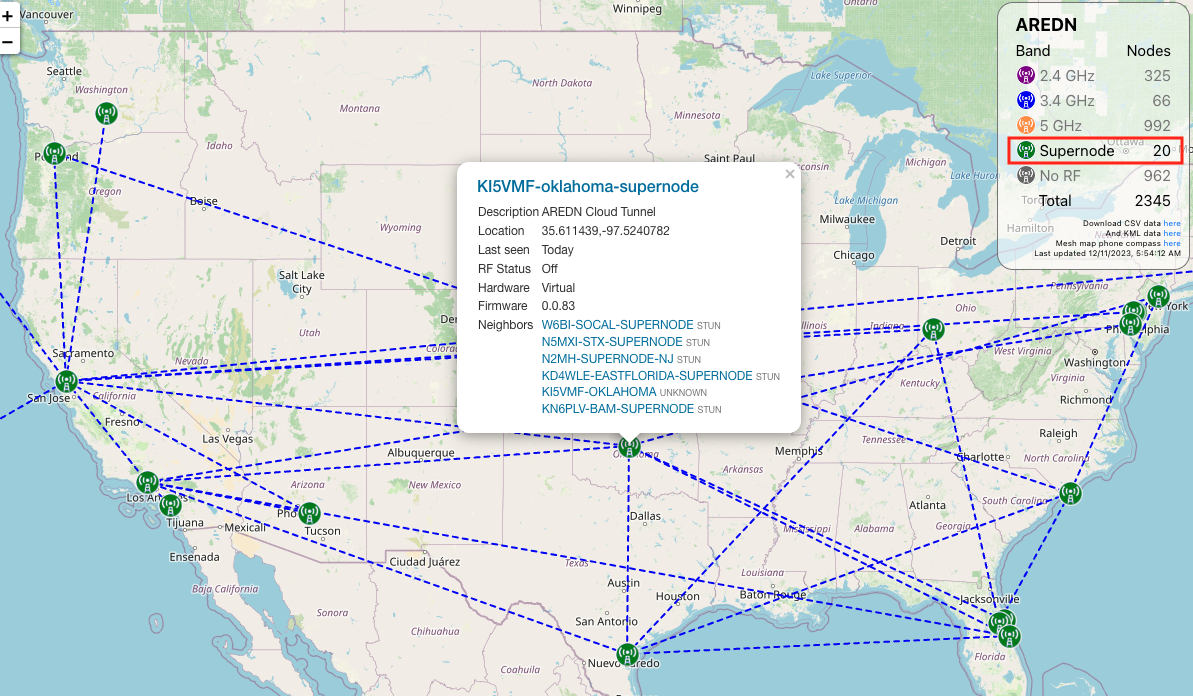 +
−
Vancouver
Winnipeg
Ontario
Seattle
Washington
North Dakota
Montana
Minnesota
Lake Superior
Idaho
Oregon
Boise
Wyoming
Saint Paul
Michigan
Lake Michigan
Milwaukee
Detroit
Chicago
Salt Lake
City
Utah
Nevada
Sacramento
San Jose
California
Fresno
Las Vegas
Los Angeles
Tijuana
Mexicali
Ensenada
Baja California
Arizona
Tucson
Albuquerque
New Mexico
Ciudad Juárez
Sonora
Chihuahua
Coahuila
Texas
Dallas
Austin
San Antonio
Houston
Nuevo Laredo
Oklahoma
Arkansas
Memphis
Tennessee
Mississippi
Alabama
Louisiana
Baton Rouge
Georgia
Atlanta
Jacksonville
Florida
South Carolina
Charlotte
North Carolina
Raleigh
Richmond
Virginia
West Virginia
Washington
Kentucky
Ohio
Indiana
Illinois
Pennsylvania
Philadelphia
York
AREDN
Band Nodes
2.4 GHz 325
3.4 GHz 66
5 GHz 992
Ottawa
Supernode 20
No RF 962
Total 2345
Hamilton
Download CSV data here
And KML data here
Mesh map phone compass here
Last updated 12/11/2023, 5:54:12 AM
×
KI5VMF-oklahoma-supernode
Description AREDN Cloud Tunnel
Location 35.611439,-97.5240782
Last seen Today
RF Status Off
Hardware Virtual
Firmware 0.0.83
Neighbors W6BI-SOCAL-SUPERNODE STUN
N5MXI-STX-SUPERNODE STUN
N2MH-SUPERNODE-NJ STUN
KD4WLE-EASTFLORIDA-SUPERNODE STUN
KI5VMF-OKLAHOMA UNKNOWN
KN6PLV-BAM-SUPERNODE STUN